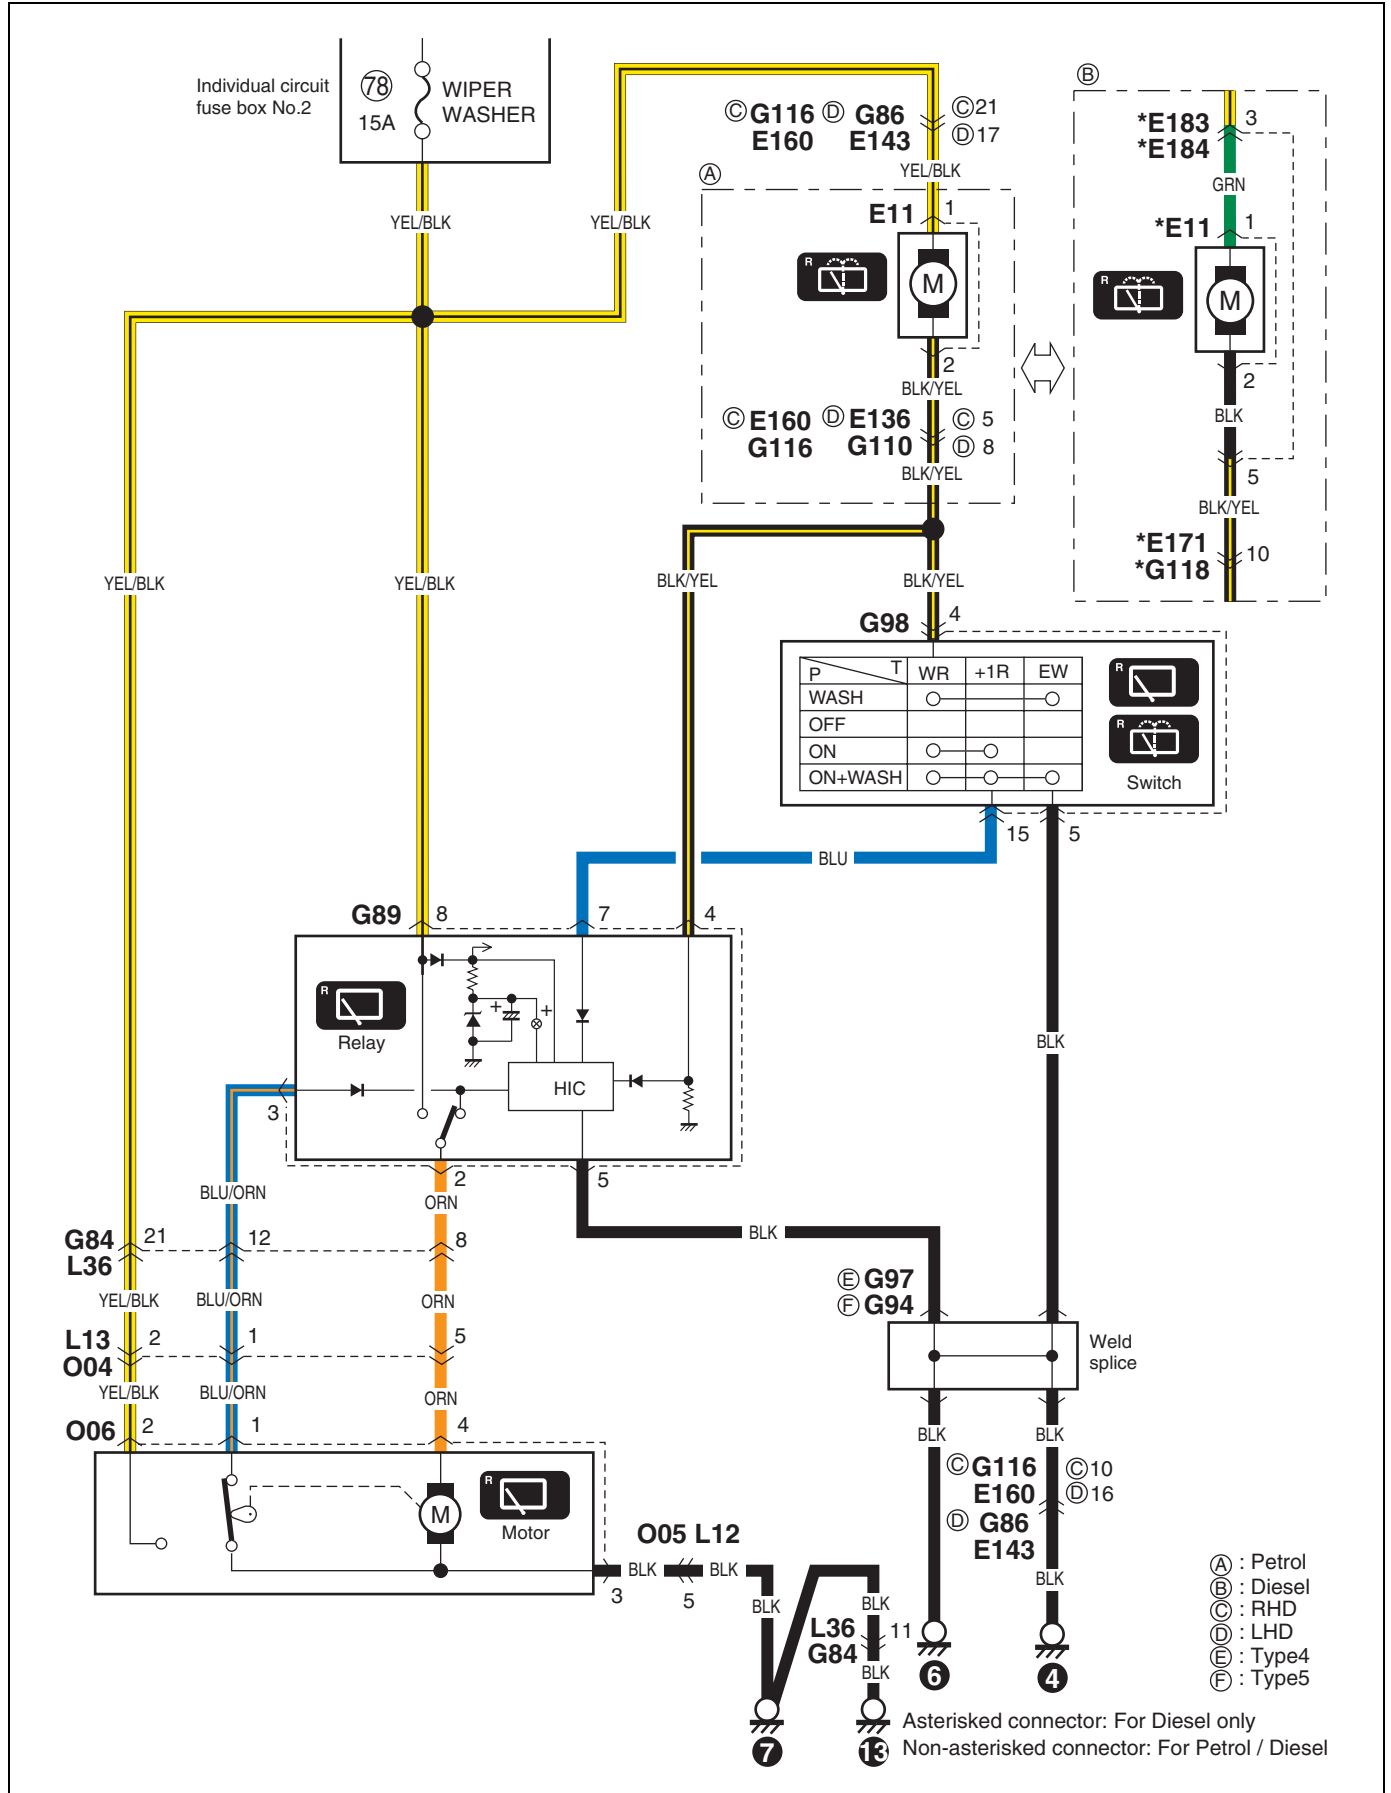 Individual circuit
fuse box No.2
78
15A
WIPER
WASHER
Ⓒ G116 Ⓓ G86
E160 E143
Ⓒ21
Ⓓ17
Ⓑ
*E183
*E184
3
YEL/BLK
Ⓐ
GRN
YEL/BLK
YEL/BLK
E11
1
*E11
1
R
M
R
M
2
BLK/YEL
2
BLK
Ⓒ E160 Ⓓ E136
G116 G110
Ⓒ 5
Ⓓ 8
BLK/YEL
5
BLK/YEL
*E171
*G118
10
YEL/BLK
YEL/BLK
BLK/YEL
BLK/YEL
G98
4
P T WR +1R EW
WASH
OFF
ON
ON+WASH
R
R
Switch
15
5
BLU
G89
8
7
4
R
Relay
+
+
HIC
BLK
3
2
5
BLU/ORN
ORN
BLK
G84
L36
21
12
8
YEL/BLK
BLU/ORN
ORN
Ⓔ G97
Ⓕ G94
L13
O04
2
1
5
Weld
splice
YEL/BLK
BLU/ORN
ORN
O06
2
1
4
BLK
BLK
R
M
Motor
Ⓒ G116
E160
Ⓓ G86
E143
Ⓒ10
Ⓓ16
O05 L12
BLK
BLK
3
5
BLK
BLK
BLK
L36
G84
11
BLK
6
4
7
13
Ⓐ : Petrol
Ⓑ : Diesel
Ⓒ : RHD
Ⓓ : LHD
Ⓔ : Type4
Ⓕ : Type5
Asterisked connector: For Diesel only
Non-asterisked connector: For Petrol / Diesel